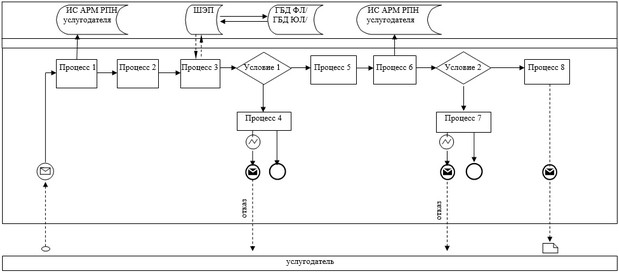 ИС АРМ РПН
услугодателя
ШЭП
ГБД ФЛ/
ГБД ЮЛ/
ИС АРМ РПН
услугодателя
Процесс 1
Процесс 2
Процесс 3
Условие 1
Процесс 5
Процесс 6
Условие 2
Процесс 8
Процесс 4
Процесс 7
отказ
отказ
услугодатель